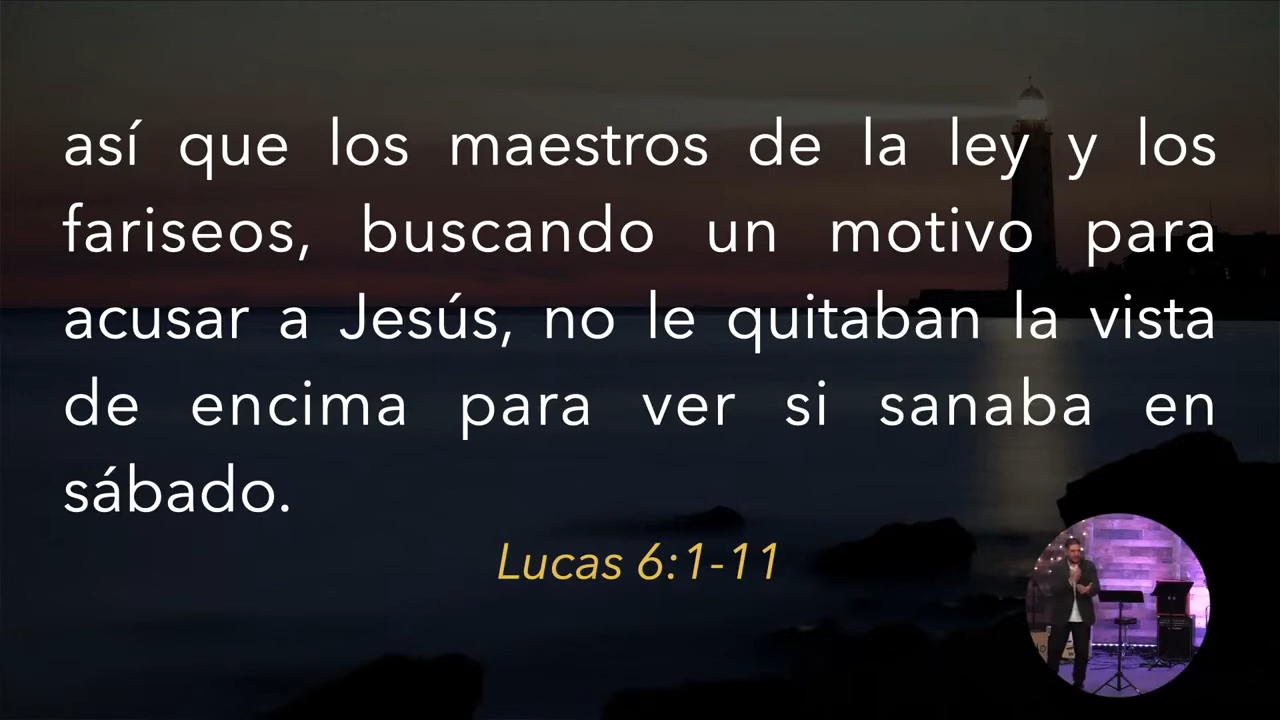 así que los maestros de la ley y los
fariseos, buscando un motivo para
acusar a Jesús, no le quitaban la vista
de encima para ver si sanaba en
sábado.
Lucas 6:1-11